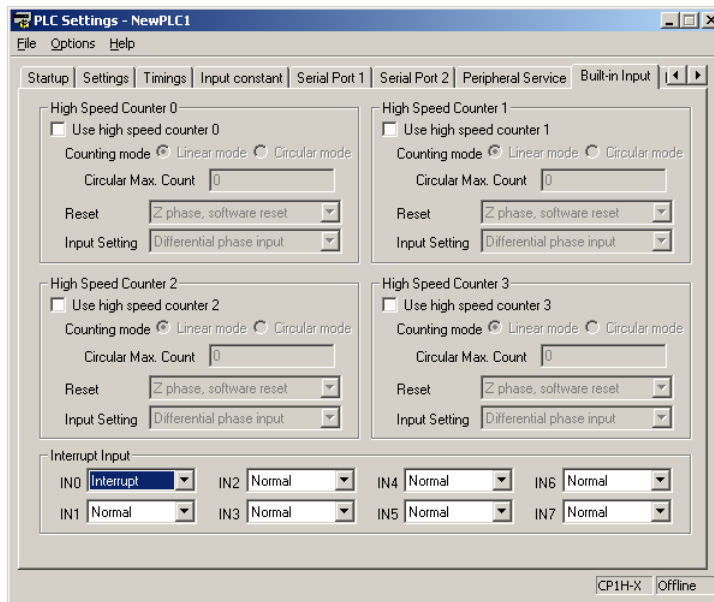 PLC Settings - NewPLC1
File Options Help
Startup Settings Timings Input constant Serial Port 1 Serial Port 2 Peripheral Service Built-in Input
High Speed Counter 0
Use high speed counter 0
Counting mode Linear mode Circular mode
Circular Max. Count 0
Reset Z phase, software reset
Input Setting Differential phase input
High Speed Counter 1
Use high speed counter 1
Counting mode Linear mode Circular mode
Circular Max. Count 0
Reset Z phase, software reset
Input Setting Differential phase input
High Speed Counter 2
Use high speed counter 2
Counting mode Linear mode Circular mode
Circular Max. Count 0
Reset Z phase, software reset
Input Setting Differential phase input
High Speed Counter 3
Use high speed counter 3
Counting mode Linear mode Circular mode
Circular Max. Count 0
Reset Z phase, software reset
Input Setting Differential phase input
Interrupt Input
IN0 Interrupt IN2 Normal IN4 Normal IN6 Normal
IN1 Normal IN3 Normal IN5 Normal IN7 Normal
CP1H-X Offline